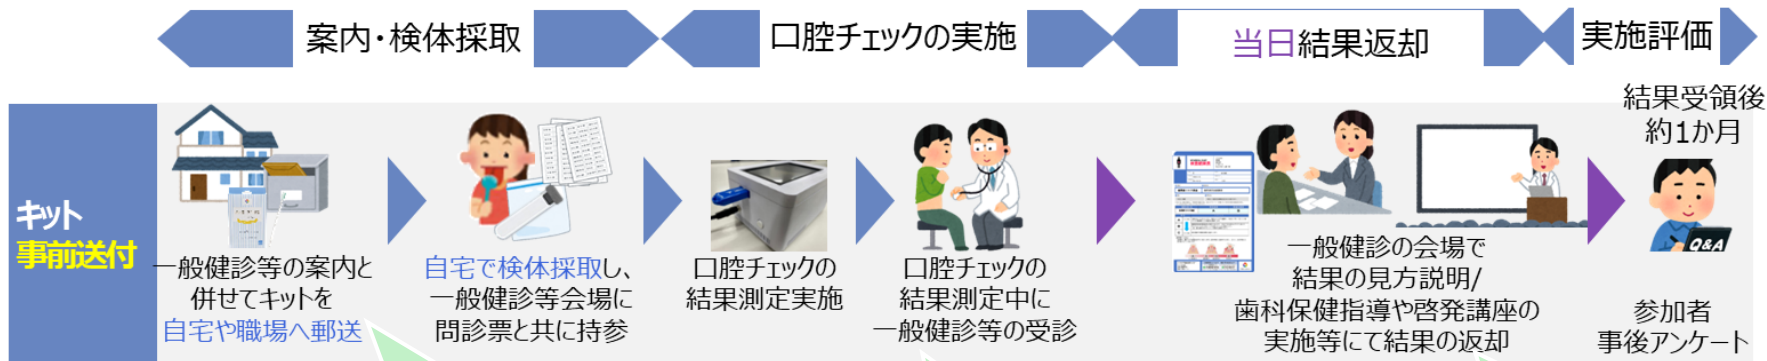 案内・検体採取
口腔チェックの実施
当日結果返却
実施評価
キット
事前送付
一般健診等の案内と
併せてキットを
自宅や職場へ郵送
自宅で検体採取し、
一般健診等会場に
問診票と共に持参
口腔チェックの
結果測定実施
口腔チェックの
結果測定中に
一般健診等の受診
一般健診の会場で
結果の見方説明/
歯科保健指導や啓発講座の
実施等にて結果の返却
結果受領後
約1か月
Q&A
参加者
事後アンケート